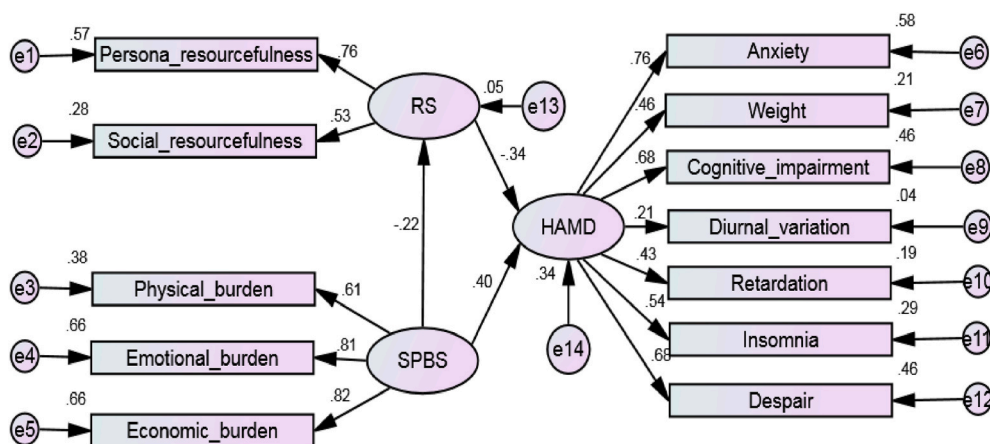 .57
e1
Persona_resourcefulness
.76
.28
e2
Social_resourcefulness
.53
RS
.05
e13
-.34
-.22
.38
e3
Physical_burden
.61
.66
e4
Emotional_burden
.81
.66
e5
Economic_burden
.82
SPBS
.40
HAMD
.34
e14
.58
.76
Anxiety
e6
.21
.46
Weight
e7
.46
.68
Cognitive_impairment
e8
.04
.21
Diurnal_variation
e9
.19
.43
Retardation
e10
.29
.54
Insomnia
e11
.46
.68
Despair
e12